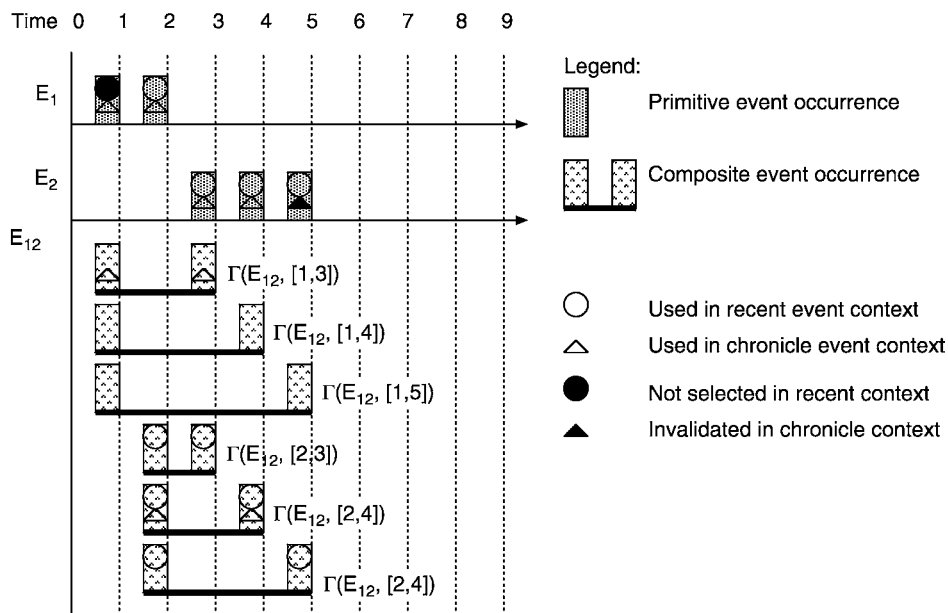 Time 0 1 2 3 4 5 6 7 8 9
Legend:
E1
Primitive event occurrence
E2
Composite event occurrence
E12
Γ(E12, [1,3])
Used in recent event context
Γ(E12, [1,4])
Used in chronicle event context
Γ(E12, [1,5])
Not selected in recent context
Invalidated in chronicle context
Γ(E12, [2,3])
Γ(E12, [2,4])
Γ(E12, [2,4])